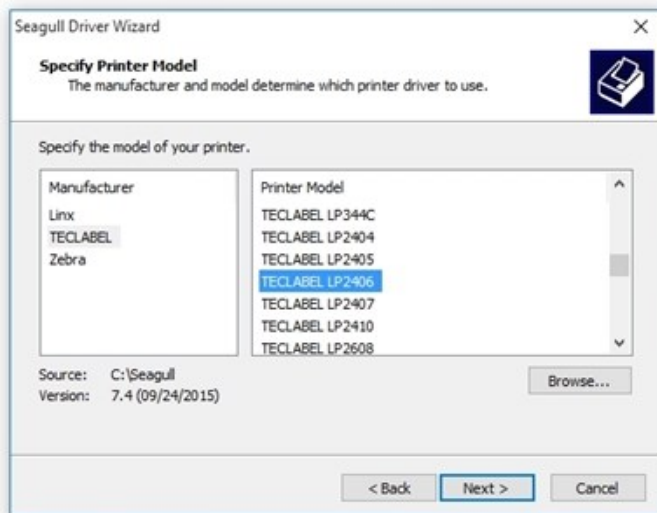 Seagull Driver Wizard
Specify Printer Model
The manufacturer and model determine which printer driver to use.
Specify the model of your printer.
Manufacturer
Linx
TECLABEL
Zebra
Printer Model
TECLABEL LP344C
TECLABEL LP2404
TECLABEL LP2405
TECLABEL LP2406
TECLABEL LP2407
TECLABEL LP2410
TECLABEL LP2608
Source: C:\Seagull
Version: 7.4 (09/24/2015)
Browse...
< Back
Next >
Cancel